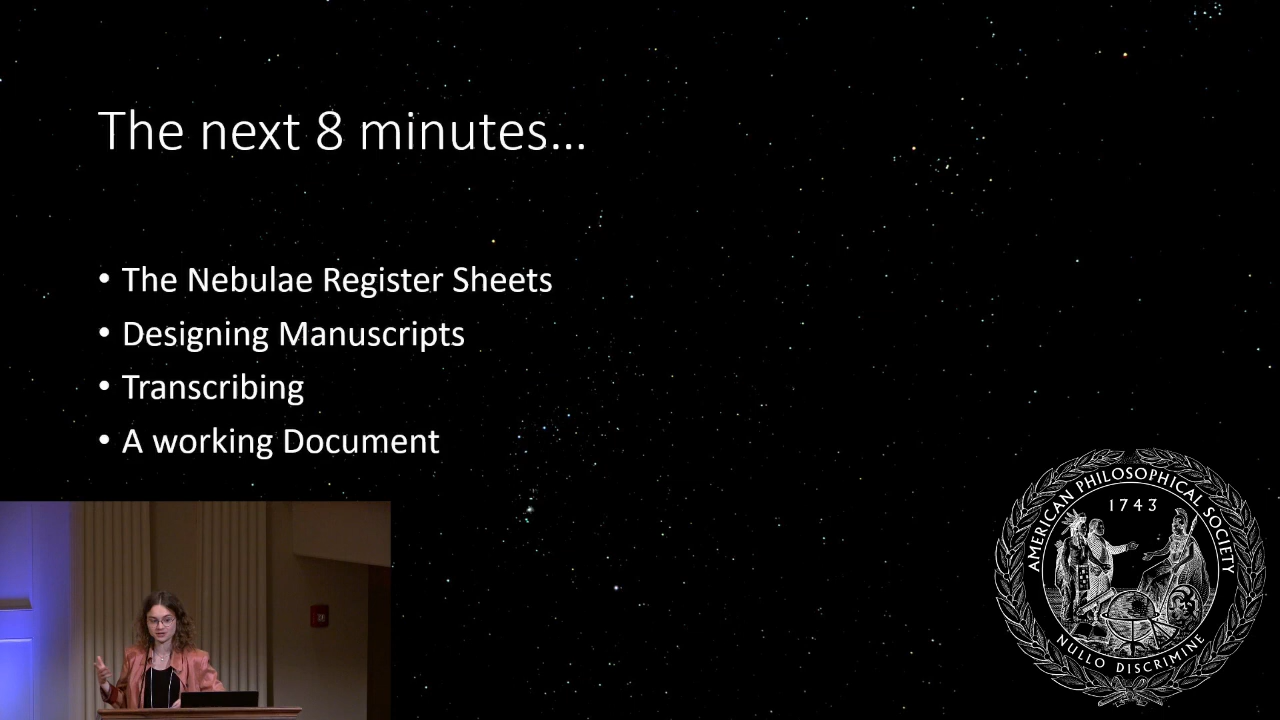 The next 8 minutes...
• The Nebulae Register Sheets
• Designing Manuscripts
• Transcribing
• A working Document
AMERICAN PHILOSOPHICAL SOCIETY
1743
NULLO DISCRIMINE